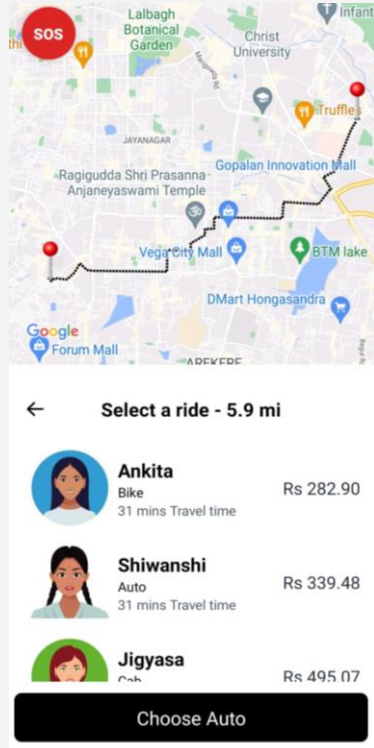 SOS
Lalbagh
Botanical
Garden
Infant
Christ
University
thi
Marigowda Rd
Truffles
JAYANAGAR
Gopalan Innovation Mall
Ragigudda Shri Prasanna
Anjaneyaswami Temple
Vega City Mall
BTM lake
DMart Hongasandra
Google
Forum Mall
AREKERE
Select a ride - 5.9 mi
Ankita
Bike
31 mins Travel time
Rs 282.90
Shiwanshi
Auto
31 mins Travel time
Rs 339.48
Jigyasa
Cab
Rs 495.07
Choose Auto